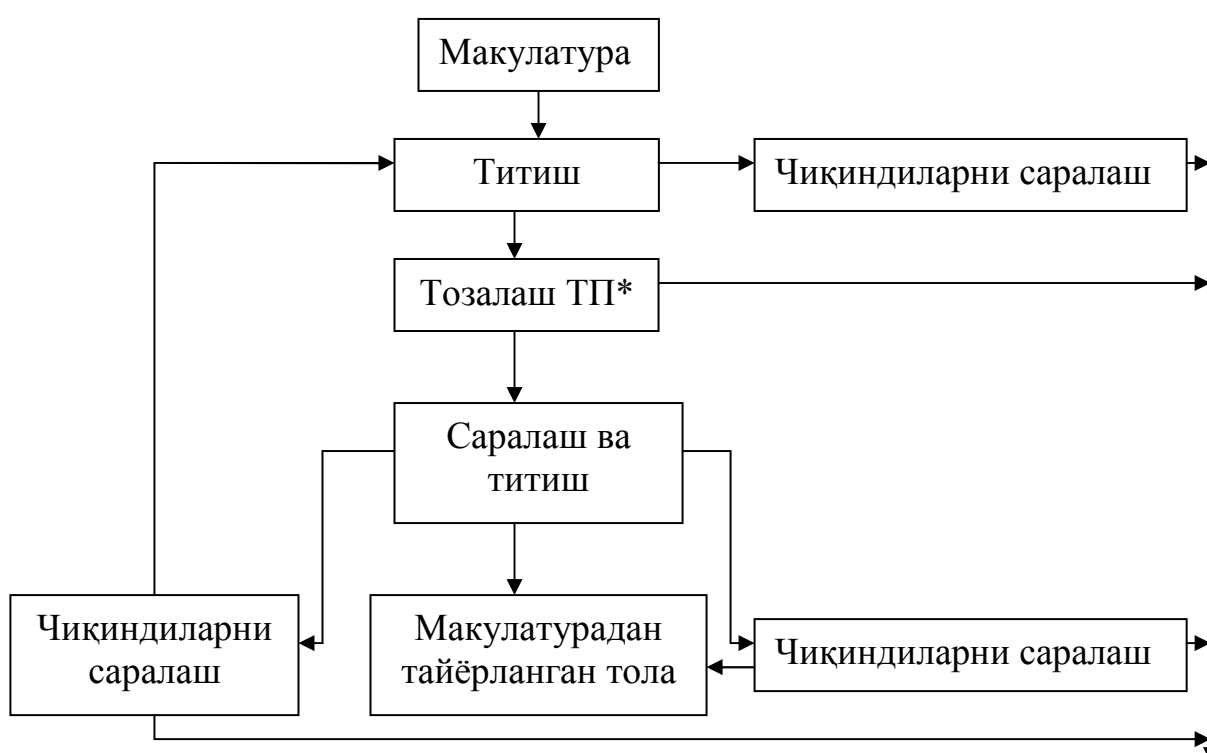 Макулатура
Титиш
Чиқиндиларни саралаш
Тозалаш ТП*
Саралаш ва
титиш
Чиқиндиларни
саралаш
Макулатурадан
тайёрланган тола
Чиқиндиларни саралаш